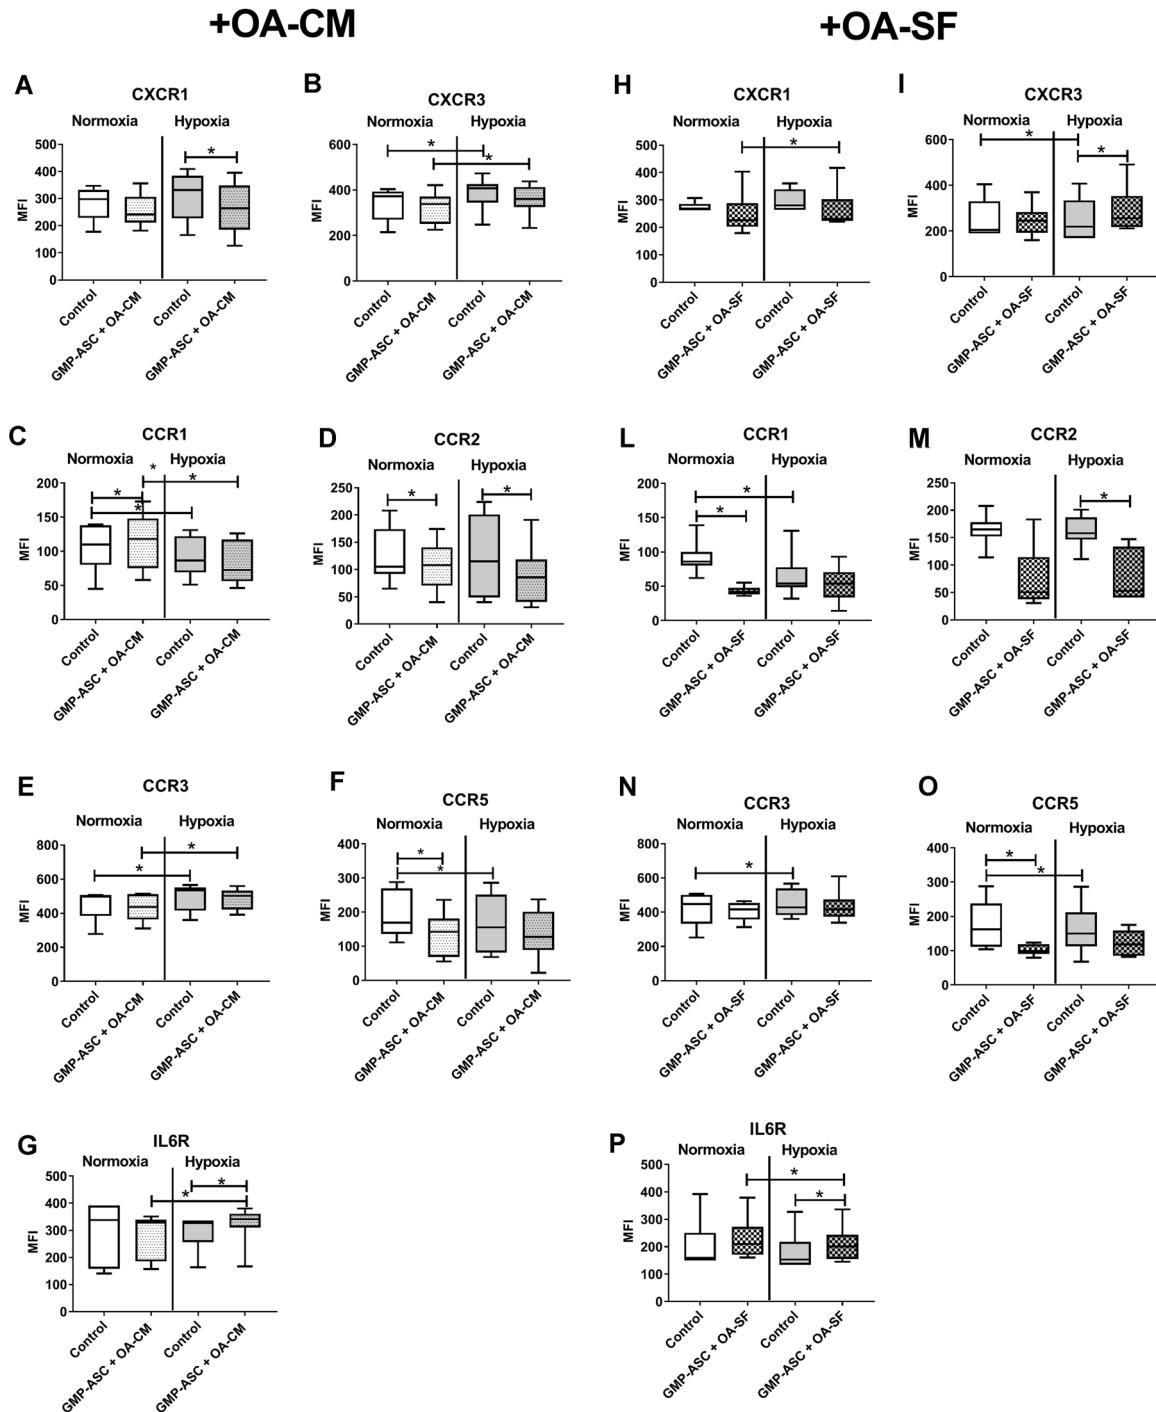 +OA-CM
+OA-SF
A
CXCR1
Normoxia Hypoxia
MFI
500
400
300
200
100
0
*
Control
GMP-ASC + OA-CM
Control
GMP-ASC + OA-CM
B
CXCR3
Normoxia Hypoxia
MFI
600
400
200
0
*
*
Control
GMP-ASC + OA-CM
Control
GMP-ASC + OA-CM
H
CXCR1
Normoxia Hypoxia
MFI
500
400
300
200
100
0
*
Control
GMP-ASC + OA-SF
Control
GMP-ASC + OA-SF
I
CXCR3
Normoxia Hypoxia
MFI
600
400
200
0
*
*
Control
GMP-ASC + OA-SF
Control
GMP-ASC + OA-SF
C
CCR1
Normoxia Hypoxia
MFI
200
150
100
50
0
*
*
*
*
Control
GMP-ASC + OA-CM
Control
GMP-ASC + OA-CM
D
CCR2
Normoxia Hypoxia
MFI
250
200
150
100
50
0
*
*
Control
GMP-ASC + OA-CM
Control
GMP-ASC + OA-CM
L
CCR1
Normoxia Hypoxia
MFI
200
150
100
50
0
*
*
Control
GMP-ASC + OA-SF
Control
GMP-ASC + OA-SF
M
CCR2
Normoxia Hypoxia
MFI
250
200
150
100
50
0
*
Control
GMP-ASC + OA-SF
Control
GMP-ASC + OA-SF
E
CCR3
Normoxia Hypoxia
MFI
800
600
400
200
0
*
*
Control
GMP-ASC + OA-CM
Control
GMP-ASC + OA-CM
F
CCR5
Normoxia Hypoxia
MFI
400
300
200
100
0
*
*
Control
GMP-ASC + OA-CM
Control
GMP-ASC + OA-CM
N
CCR3
Normoxia Hypoxia
MFI
800
600
400
200
0
*
Control
GMP-ASC + OA-SF
Control
GMP-ASC + OA-SF
O
CCR5
Normoxia Hypoxia
MFI
400
300
200
100
0
*
*
Control
GMP-ASC + OA-SF
Control
GMP-ASC + OA-SF
G
IL6R
Normoxia Hypoxia
MFI
500
400
300
200
100
0
*
*
Control
GMP-ASC + OA-CM
Control
GMP-ASC + OA-CM
P
IL6R
Normoxia Hypoxia
MFI
500
400
300
200
100
0
*
*
Control
GMP-ASC + OA-SF
Control
GMP-ASC + OA-SF